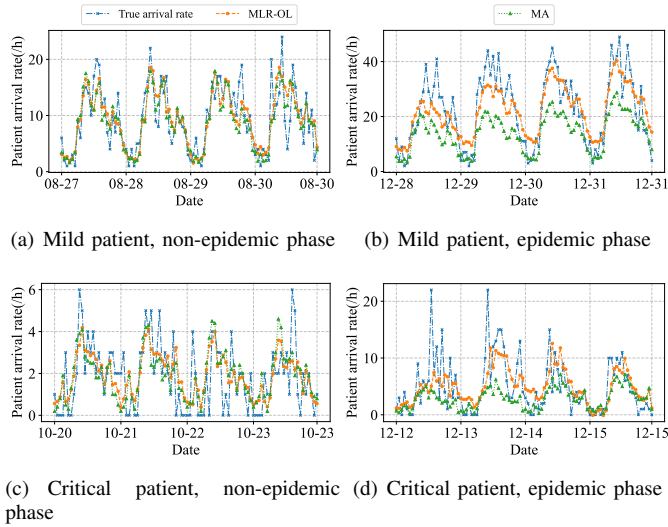 True arrival rate MLR-OL MA
Patient arrival rate(/h)
20
10
0
08-27 08-28 08-29 08-30 08-30
Date
Patient arrival rate(/h)
40
20
0
12-28 12-29 12-30 12-31 12-31
Date
(a) Mild patient, non-epidemic phase
(b) Mild patient, epidemic phase
Patient arrival rate(/h)
6
4
2
0
10-20 10-21 10-22 10-23 10-23
Date
Patient arrival rate(/h)
20
10
0
12-12 12-13 12-14 12-15 12-15
Date
(c) Critical patient, non-epidemic
phase
(d) Critical patient, epidemic phase